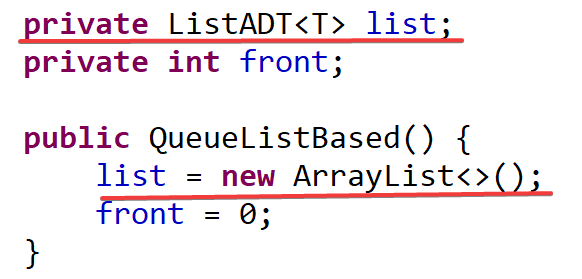 private ListADT<T> list;
private int front;
public QueueListBased() {
list = new ArrayList<>();
front = 0;
}